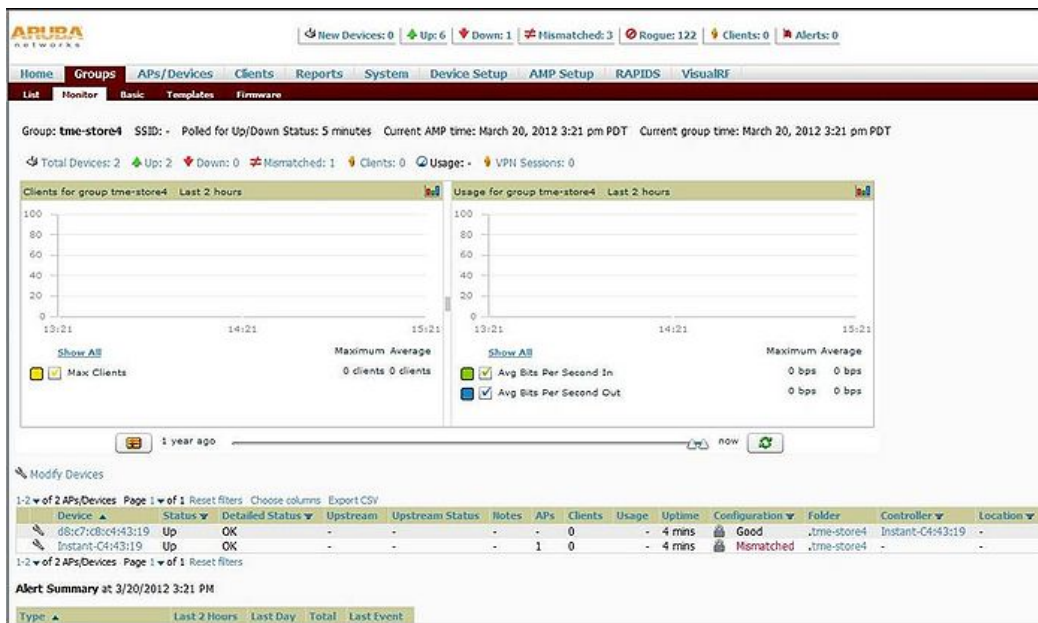 ARUBA
networks
New Devices: 0 Up: 6 Down: 1 Mismatched: 3 Rogue: 122 Clients: 0 Alerts: 0
Home Groups APs/Devices Clients Reports System Device Setup AMP Setup RAPIDS VisualRF
List Monitor Basic Templates Firmware
Group: tme-store4 SSID: - Polled for Up/Down Status: 5 minutes Current AMP time: March 20, 2012 3:21 pm PDT Current group time: March 20, 2012 3:21 pm PDT
Total Devices: 2 Up: 2 Down: 0 Mismatched: 1 Clients: 0 Usage: - VPN Sessions: 0
Clients for group tme-store4 Last 2 hours
100
80
60
40
20
0
13:21 14:21 15:21
Show All Maximum Average
Max Clients 0 clients 0 clients
Usage for group tme-store4 Last 2 hours
100
80
60
40
20
0
13:21 14:21 15:21
Show All Maximum Average
Avg Bits Per Second In 0 bps 0 bps
Avg Bits Per Second Out 0 bps 0 bps
1 year ago now
Modify Devices
1-2 of 2 APs/Devices Page 1 of 1 Reset filters Choose columns Export CSV
Device Status Detailed Status Upstream Upstream Status Notes APs Clients Usage Uptime Configuration Folder Controller Location
d8:c7:c8:c4:43:19 Up OK - - - - 0 - 4 mins Good .tme-store4 Instant-C4:43:19 -
Instant-C4:43:19 Up OK - - - 1 0 - 4 mins Mismatched .tme-store4 - -
1-2 of 2 APs/Devices Page 1 of 1 Reset filters
Alert Summary at 3/20/2012 3:21 PM
Type Last 2 Hours Last Day Total Last Event